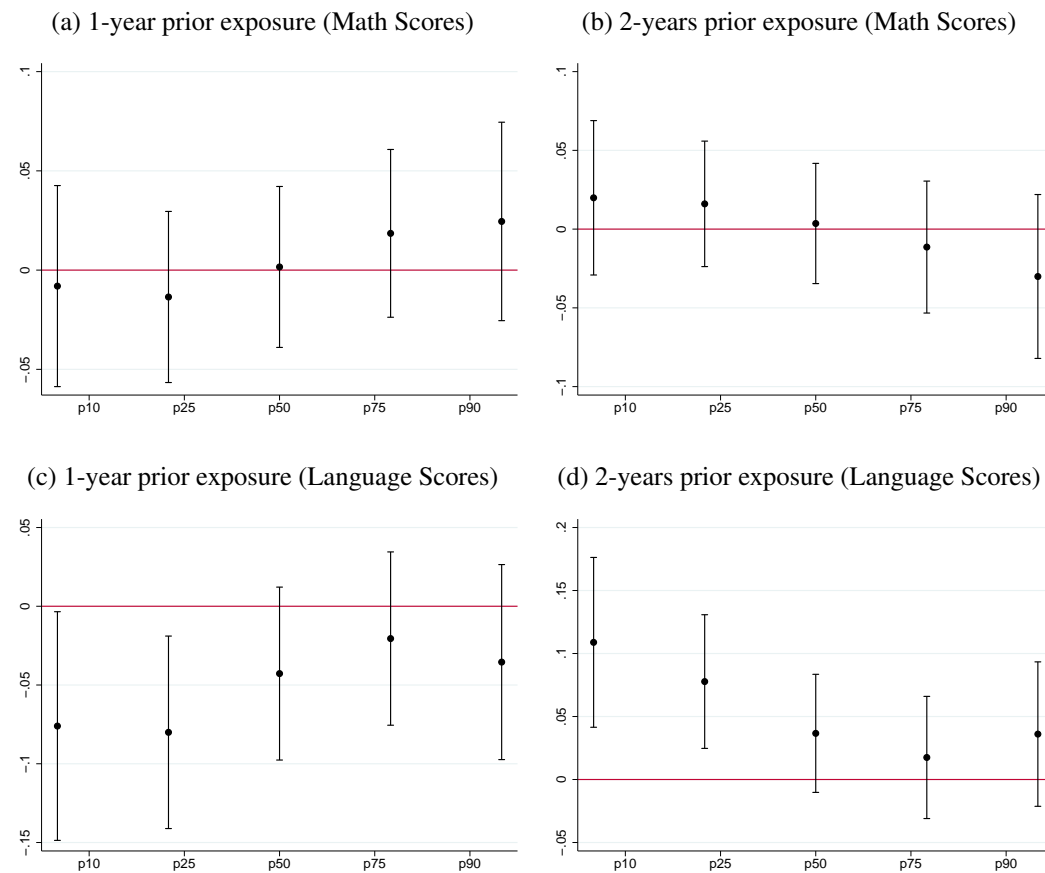 (a) 1-year prior exposure (Math Scores)
.1
.05
0
-.05
p10 p25 p50 p75 p90
(b) 2-years prior exposure (Math Scores)
.1
.05
0
-.05
-.1
p10 p25 p50 p75 p90
(c) 1-year prior exposure (Language Scores)
.05
0
-.05
-.1
-.15
p10 p25 p50 p75 p90
(d) 2-years prior exposure (Language Scores)
.2
.15
.1
.05
0
-.05
p10 p25 p50 p75 p90